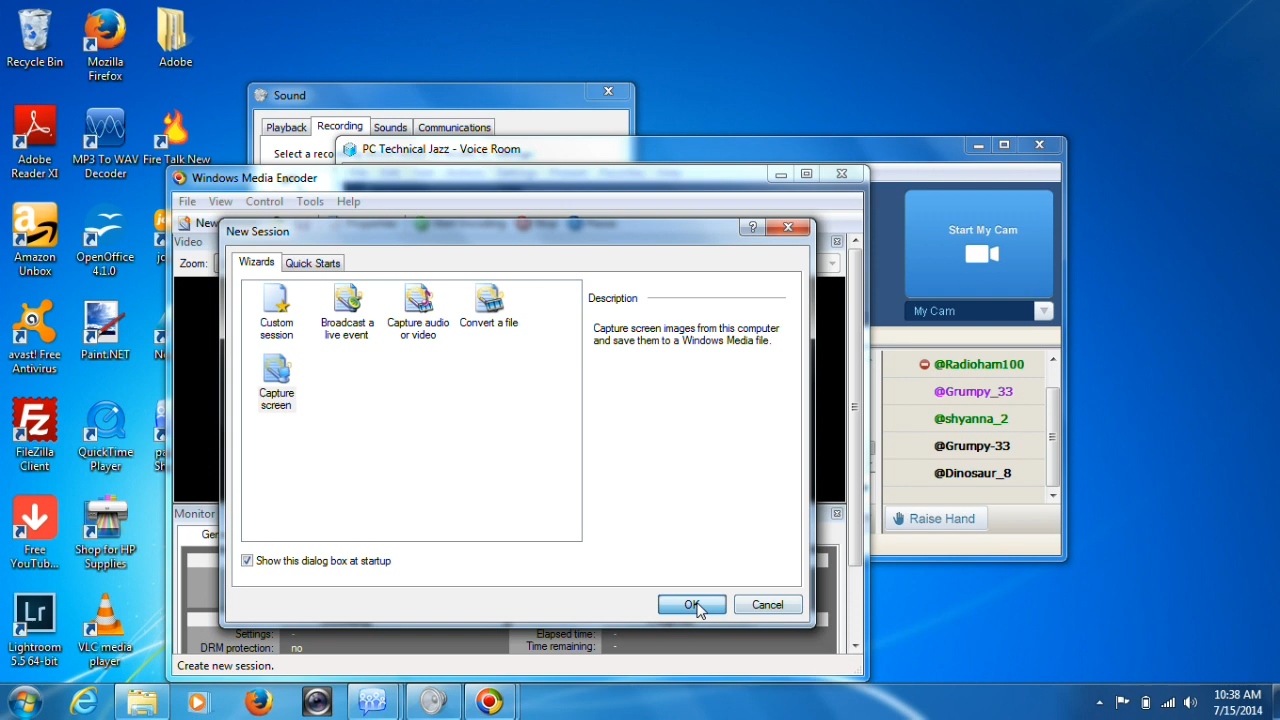 Recycle Bin
Mozilla
Firefox
Adobe
Adobe
Reader XI
MP3 To WAV
Decoder
Fire Talk New
Amazon
Unbox
OpenOffice
4.1.0
avast! Free
Antivirus
Paint.NET
FileZilla
Client
QuickTime
Player
Free
YouTub...
Shop for HP
Supplies
Lightroom
5.5 64-bit
VLC media
player
Sound
Playback
Recording
Sounds
Communications
Select a reco
PC Technical Jazz - Voice Room
Windows Media Encoder
File
View
Control
Tools
Help
New
Video
Zoom:
New Session
Wizards
Quick Starts
Custom
session
Broadcast a
live event
Capture audio
or video
Convert a file
Capture
screen
Description
Capture screen images from this computer
and save them to a Windows Media file.
Show this dialog box at startup
OK
Cancel
Monitor
Ger
Settings: -
DRM protection: no
Elapsed time: -
Time remaining: -
Create new session.
Start My Cam
My Cam
@Radioham100
@Grumpy_33
@shyanna_2
@Grumpy-33
@Dinosaur_8
Raise Hand
10:38 AM
7/15/2014